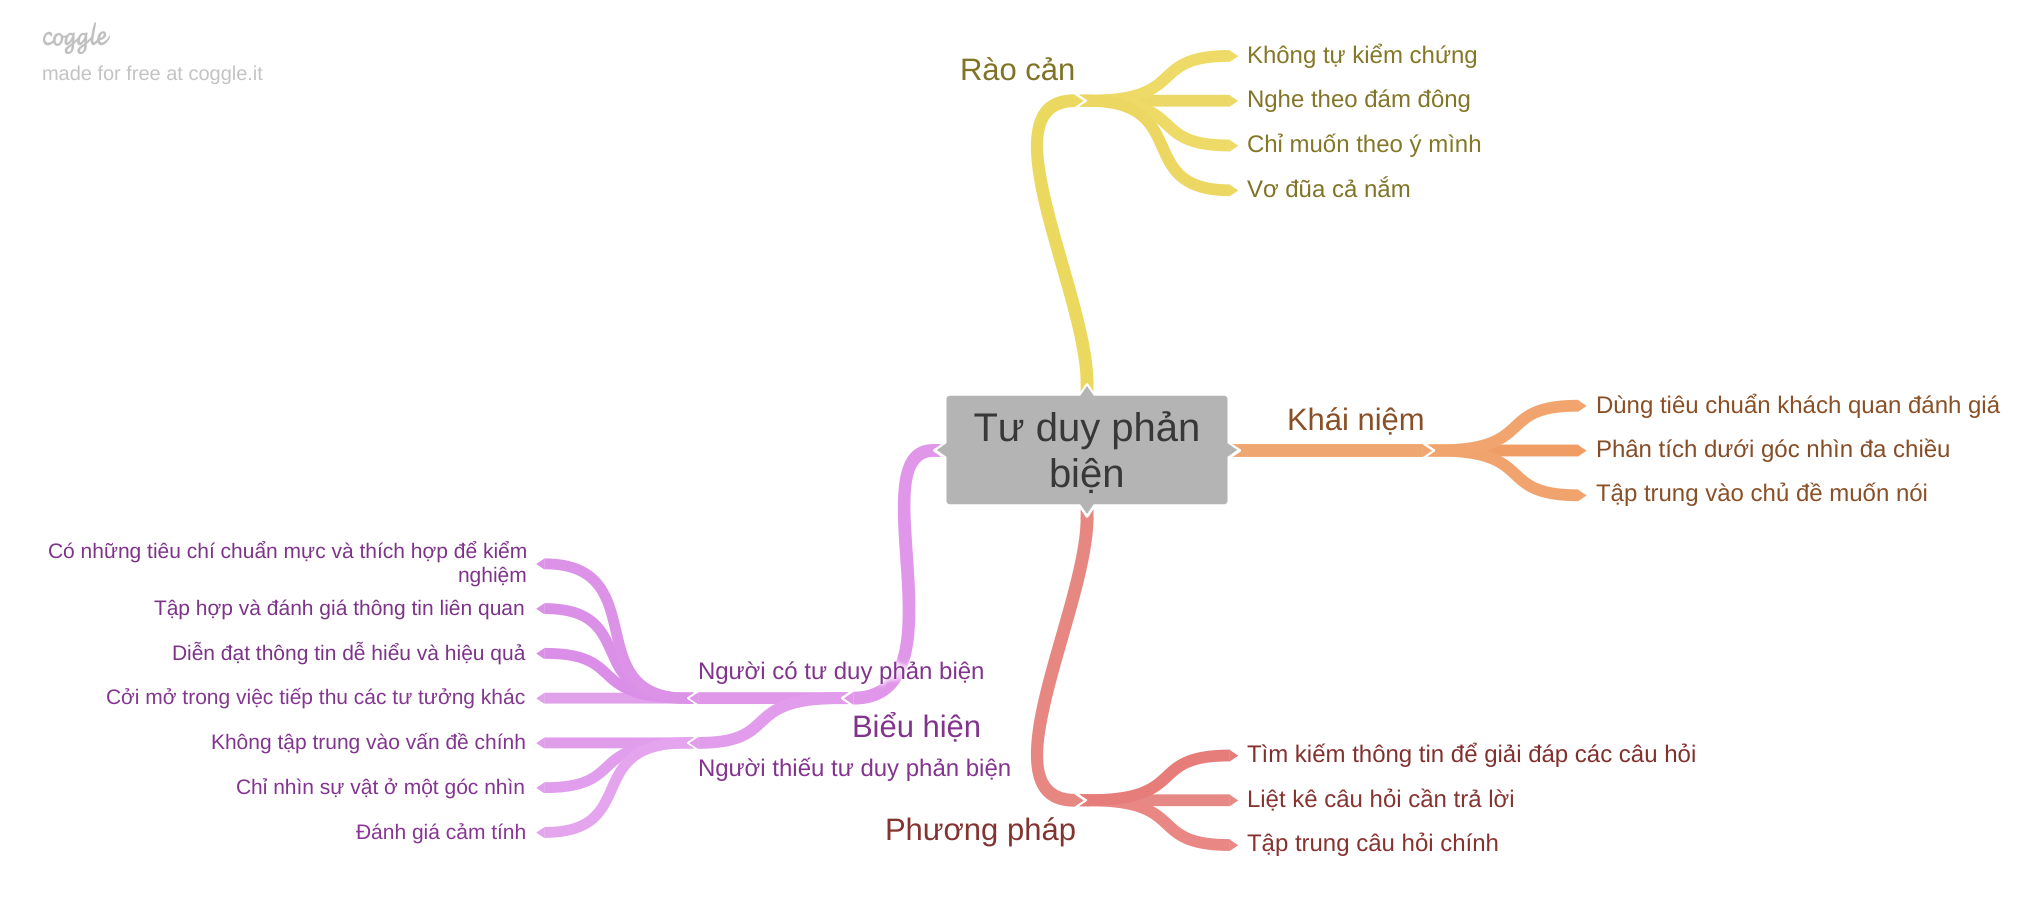 coggle
made for free at coggle.it
Rào cản
Không tự kiểm chứng
Nghe theo đám đông
Chỉ muốn theo ý mình
Vơ đũa cả nắm
Tư duy phản
biện
Khái niệm
Dùng tiêu chuẩn khách quan đánh giá
Phân tích dưới góc nhìn đa chiều
Tập trung vào chủ đề muốn nói
Biểu hiện
Người có tư duy phản biện
Có những tiêu chí chuẩn mực và thích hợp để kiểm
nghiệm
Tập hợp và đánh giá thông tin liên quan
Diễn đạt thông tin dễ hiểu và hiệu quả
Cởi mở trong việc tiếp thu các tư tưởng khác
Người thiếu tư duy phản biện
Không tập trung vào vấn đề chính
Chỉ nhìn sự vật ở một góc nhìn
Đánh giá cảm tính
Phương pháp
Tìm kiếm thông tin để giải đáp các câu hỏi
Liệt kê câu hỏi cần trả lời
Tập trung câu hỏi chính